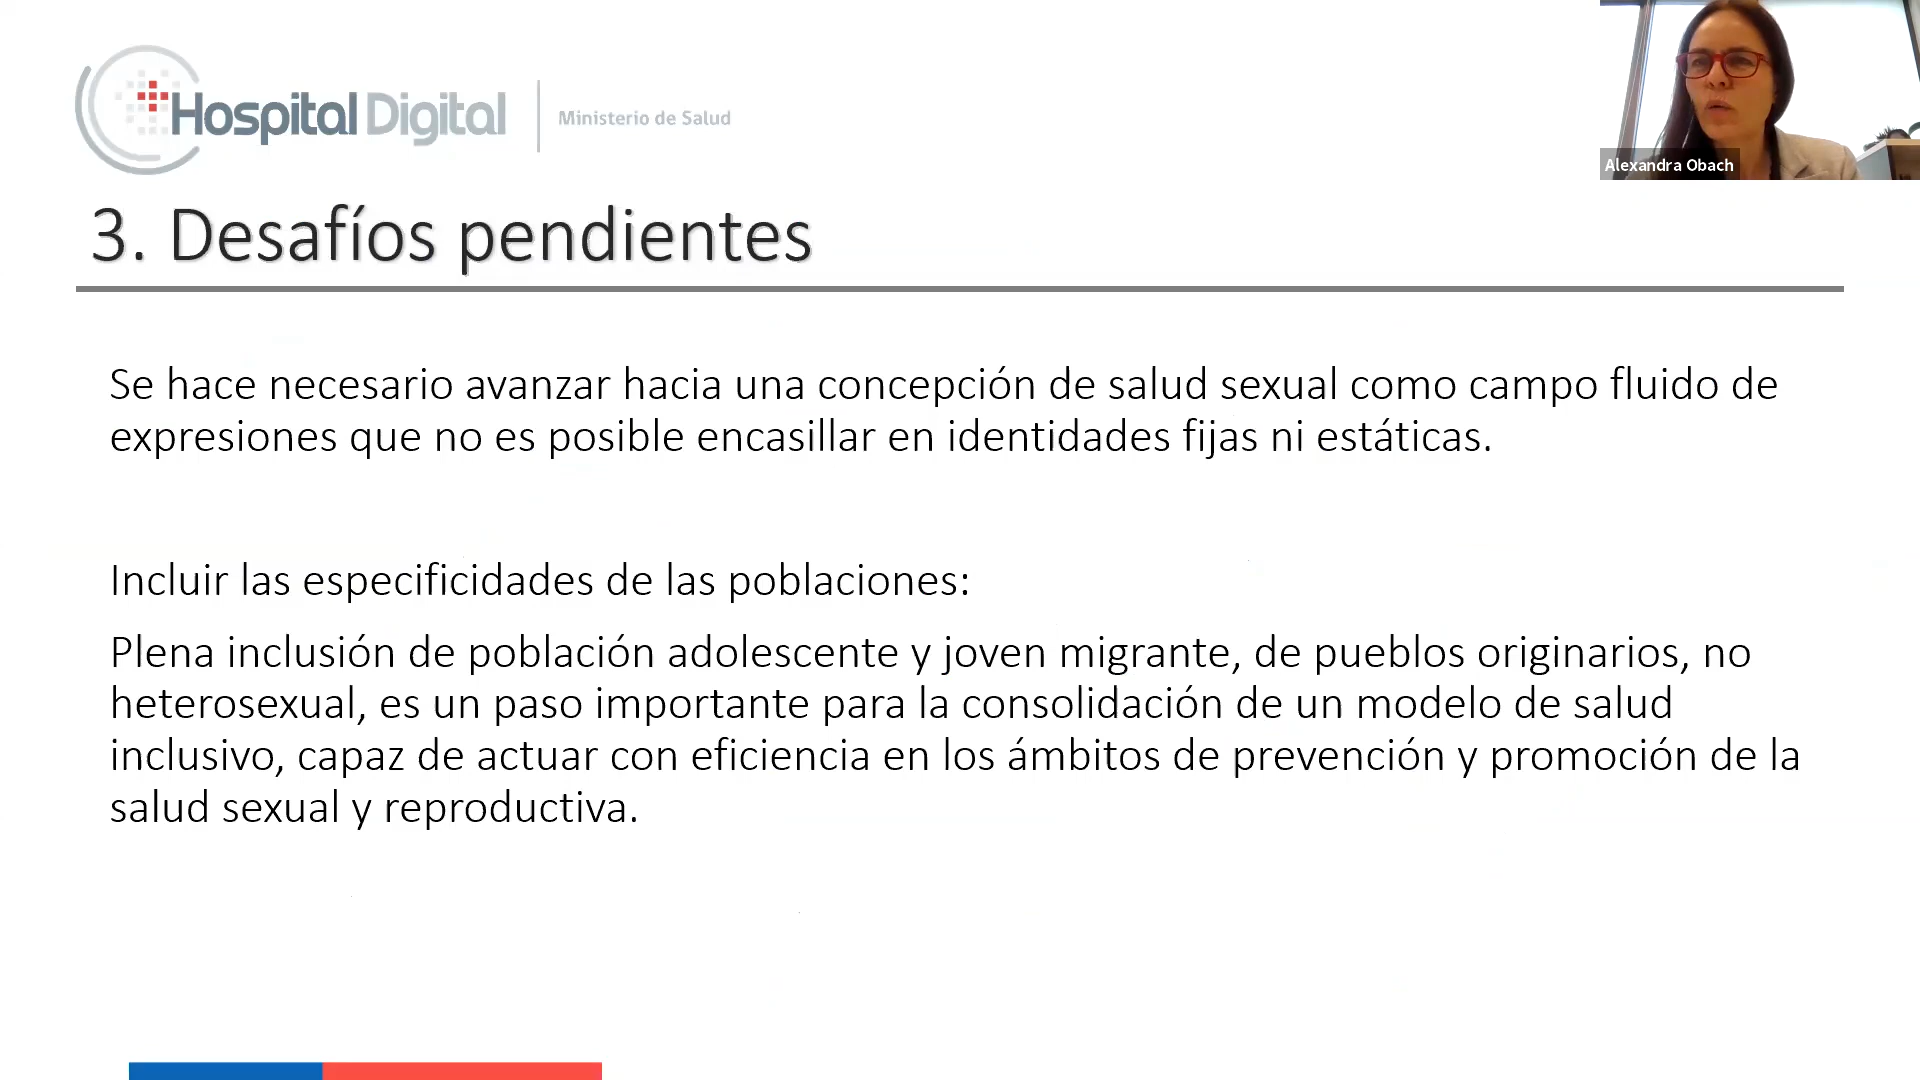 Hospital Digital
Ministerio de Salud
Alexandra Obach
3. Desafíos pendientes
Se hace necesario avanzar hacia una concepción de salud sexual como campo fluido de
expresiones que no es posible encasillar en identidades fijas ni estáticas.
Incluir las especificidades de las poblaciones:
Plena inclusión de población adolescente y joven migrante, de pueblos originarios, no
heterosexual, es un paso importante para la consolidación de un modelo de salud
inclusivo, capaz de actuar con eficiencia en los ámbitos de prevención y promoción de la
salud sexual y reproductiva.